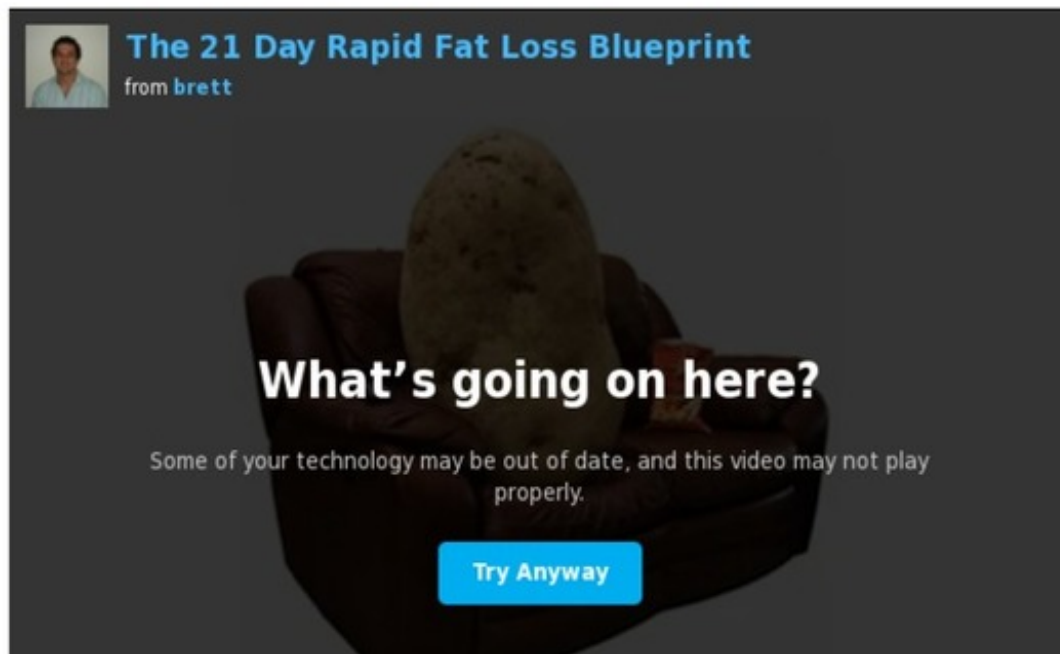 The 21 Day Rapid Fat Loss Blueprint
from brett
What’s going on here?
Some of your technology may be out of date, and this video may not play
properly.
Try Anyway